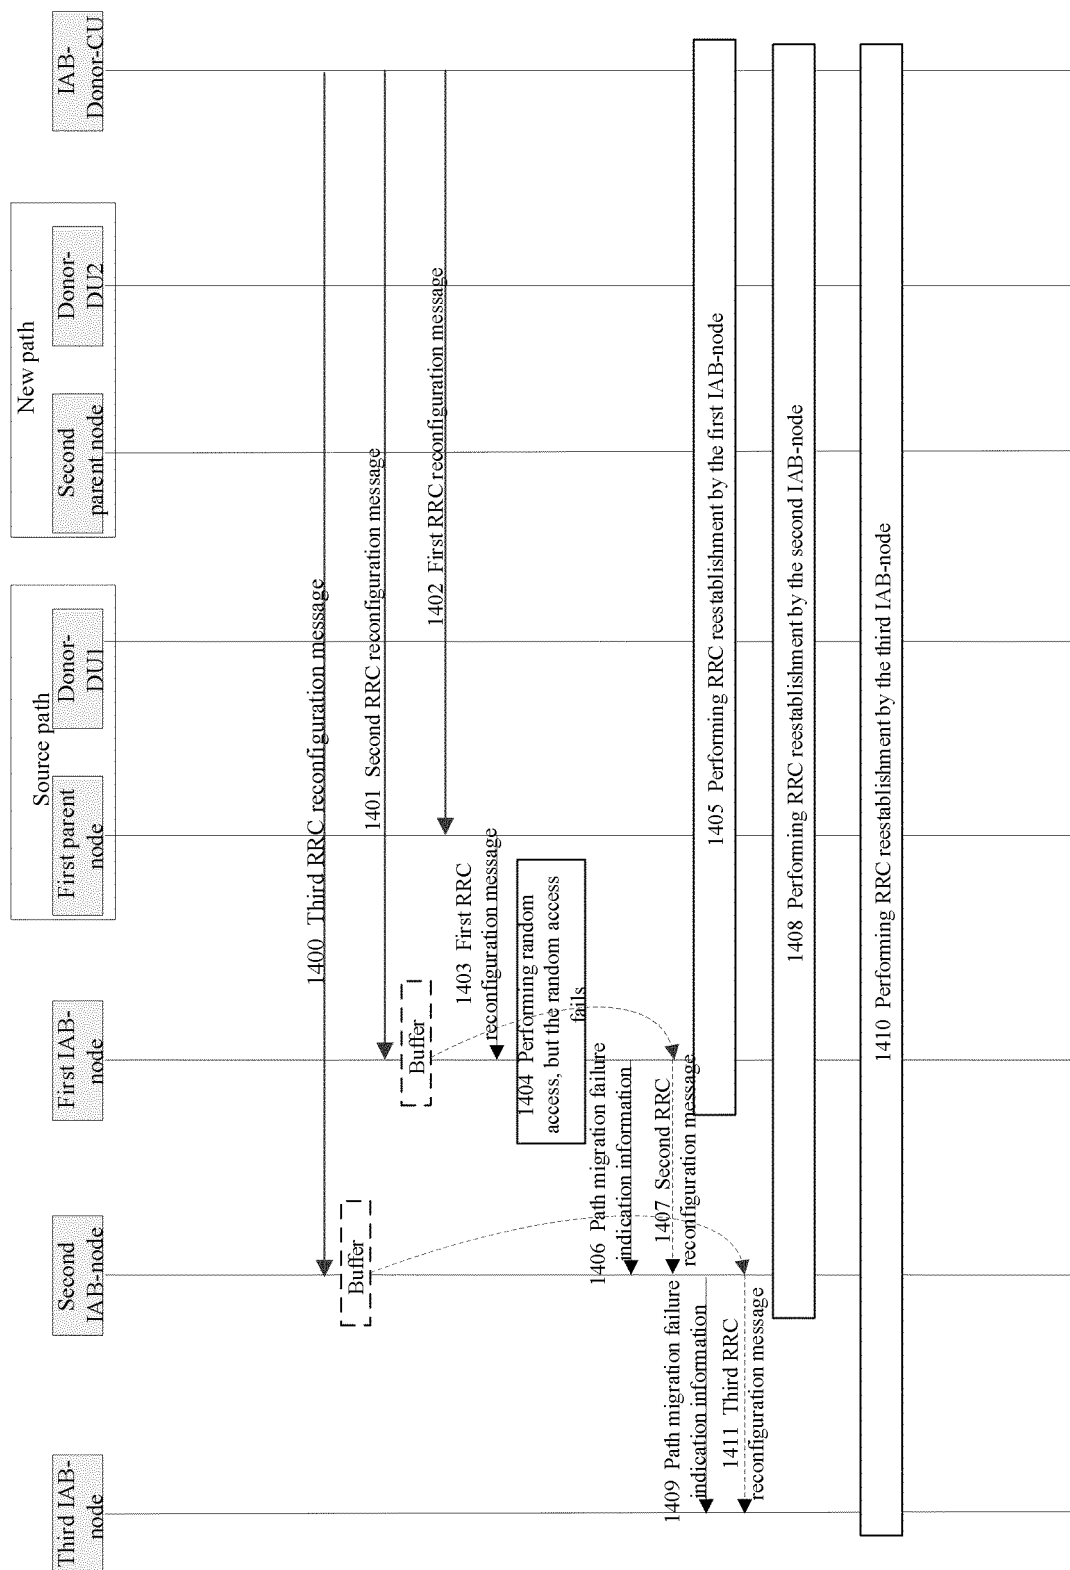 Third IAB-
node
Second
IAB-node
First IAB-
node
Source path
First parent
node
Donor-
DU1
New path
Second
parent node
Donor-
DU2
IAB-
Donor-CU
1400 Third RRC reconfiguration message
Buffer
1401 Second RRC reconfiguration message
Buffer
1402 First RRC reconfiguration message
1403 First RRC
reconfiguration message
1404 Performing random
access, but the random access
fails
1406 Path migration failure
indication information
1407 Second RRC
reconfiguration message
1405 Performing RRC reestablishment by the first IAB-node
1409 Path migration failure
indication information
1411 Third RRC
reconfiguration message
1408 Performing RRC reestablishment by the second IAB-node
1410 Performing RRC reestablishment by the third IAB-node